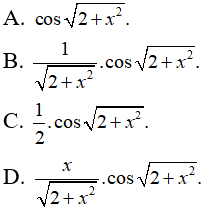 A. cos√(2+x²).
B. 1/√(2+x²).cos√(2+x²).
C. 1/2.cos√(2+x²).
D. x/√(2+x²).cos√(2+x²).